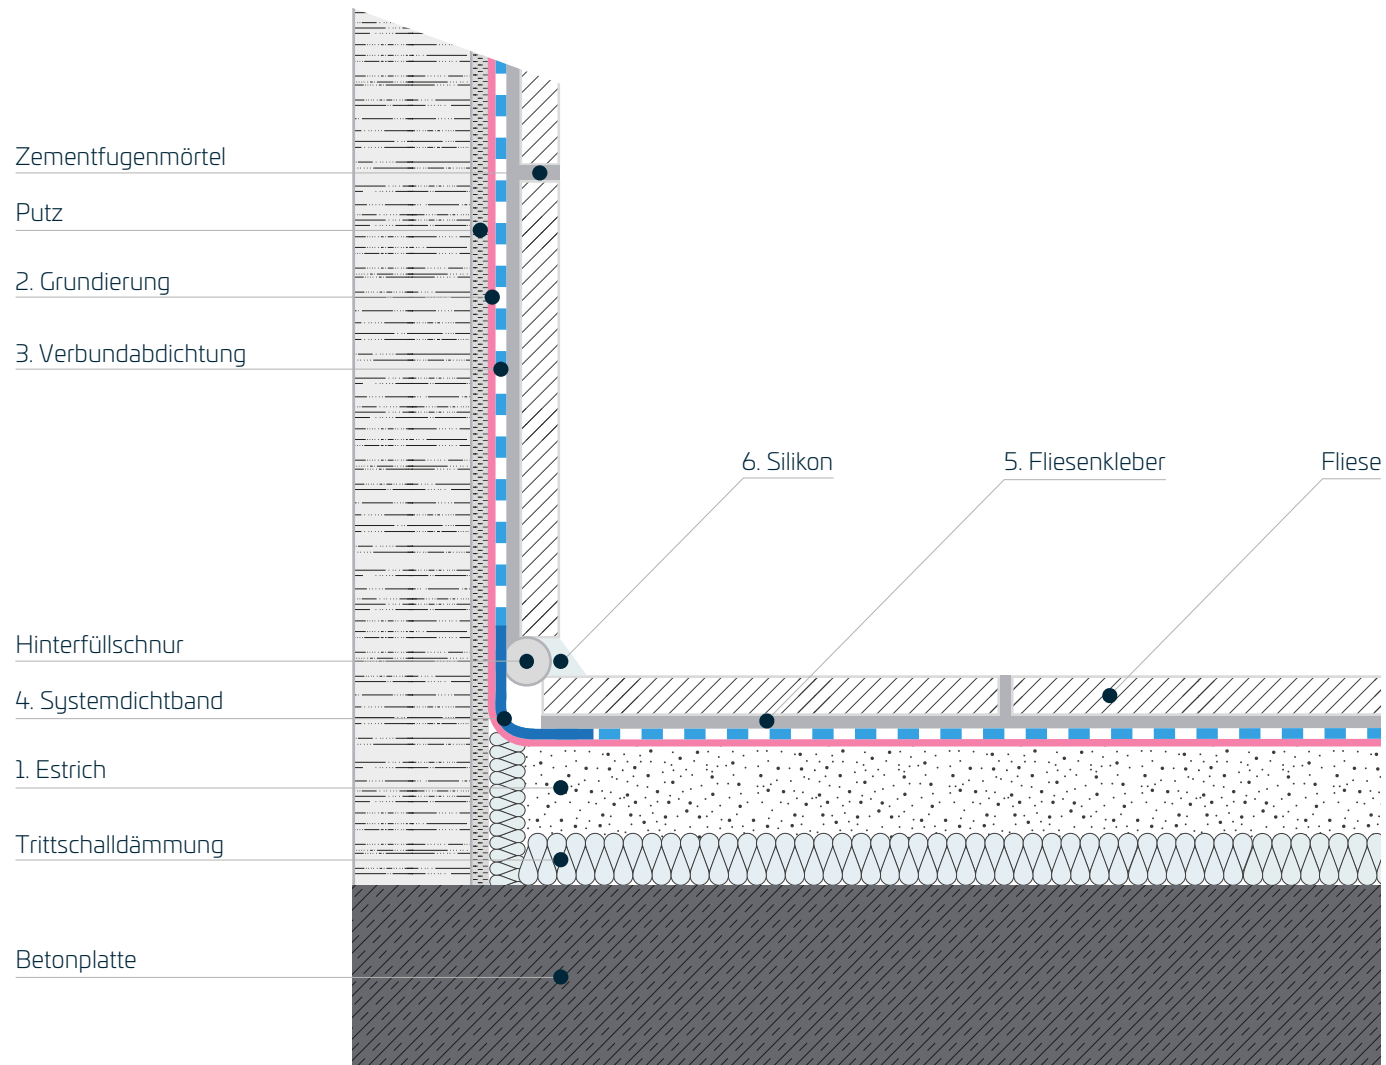 Zementfugenmörtel
Putz
2. Grundierung
3. Verbundabdichtung
6. Silikon
5. Fliesenkleber
Fliese
Hinterfüllschnur
4. Systemdichtband
1. Estrich
Trittschalldämmung
Betonplatte